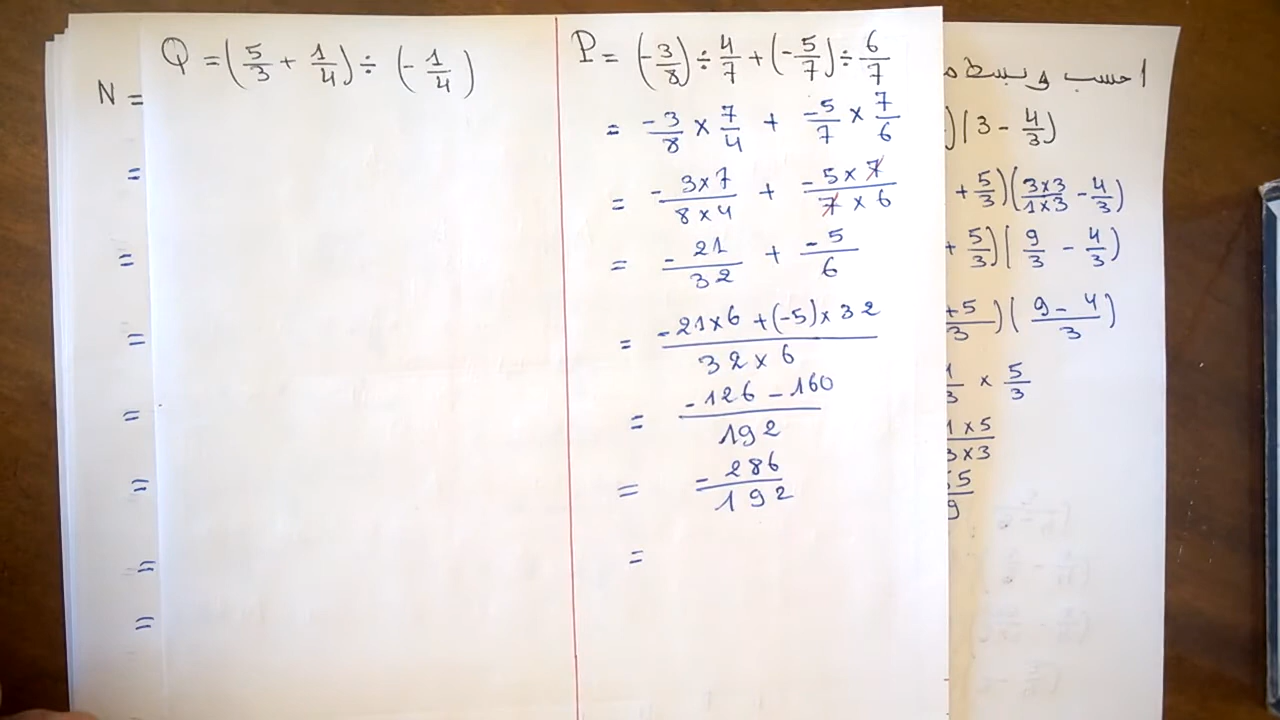 احسب و بسط
Q = (5/3 + 1/4) ÷ (- 1/4)
P = (-3/8) ÷ 4/7 + (-5/7) ÷ 6/7
= -3/8 × 7/4 + -5/7 × 7/6
= - 3×7/8×4 + -5×7/7×6
= - 21/32 + -5/6
= -21×6 + (-5)×32/32×6
= -126 - 160/192
= - 286/192
=
N =
=
=
=
=
=
=
=
)(3 - 4/3)
+ 5/3)(3×3/1×3 - 4/3)
+ 5/3)(9/3 - 4/3)
+5/3)(9 - 4/3)
1/3 × 5/3
1×5/3×3
55/9